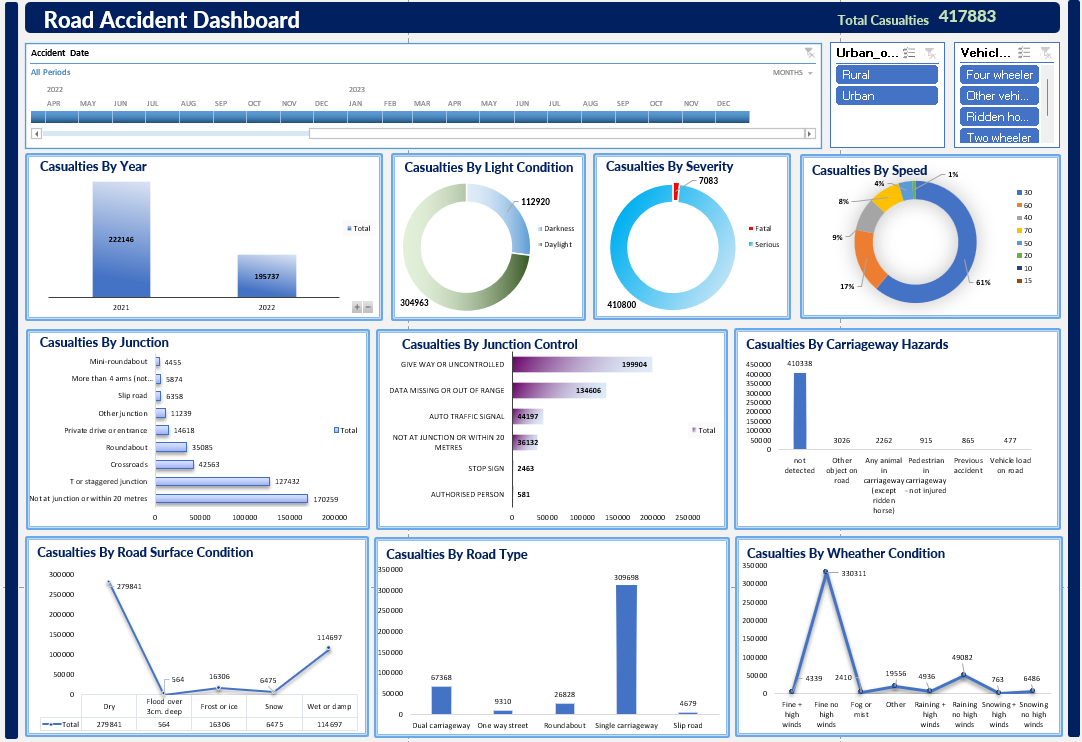 Road Accident Dashboard
Total Casualties 417883
Accident Date
All Periods
MONTHS
2022 2023
APR MAY JUN JUL AUG SEP OCT NOV DEC JAN FEB MAR APR MAY JUN JUL AUG SEP OCT NOV DEC
Urban_o...
Rural
Urban
Vehicl...
Four wheeler
Other vehi...
Ridden ho...
Two wheeler
Casualties By Year
222146
195737
2021 2022
Total
Casualties By Light Condition
112920
304963
Darkness
Daylight
Casualties By Severity
7083
410800
Fatal
Serious
Casualties By Speed
1%
4%
8%
9%
17%
61%
30
60
40
70
50
20
10
15
Casualties By Junction
Mini-roundabout 4455
More than 4 arms (not... 5874
Slip road 6358
Other junction 11239
Private drive or entrance 14618
Roundabout 35085
Crossroads 42563
T or staggered junction 127432
Not at junction or within 20 metres 170259
0 50000 100000 150000 200000
Total
Casualties By Junction Control
GIVE WAY OR UNCONTROLLED 199904
DATA MISSING OR OUT OF RANGE 134606
AUTO TRAFFIC SIGNAL 44197
NOT AT JUNCTION OR WITHIN 20
METRES 36132
STOP SIGN 2463
AUTHORISED PERSON 581
0 50000 100000 150000 200000 250000
Total
Casualties By Carriageway Hazards
450000
400000
350000
300000
250000
200000
150000
100000
50000
0
410338 3026 2262 915 865 477
not
detected
Other
object on
road
Any animal
in
carriageway
(except
ridden
horse)
Pedestrian
in
carriageway
- not injured
Previous
accident
Vehicle load
on road
Casualties By Road Surface Condition
300000
250000
200000
150000
100000
50000
0
279841 564 16306 6475 114697
Dry
Flood over
3cm. deep
Frost or ice
Snow
Wet or damp
Total 279841 564 16306 6475 114697
Casualties By Road Type
350000
300000
250000
200000
150000
100000
50000
0
67368 9310 26828 309698 4679
Dual carriageway One way street Roundabout Single carriageway Slip road
Casualties By Wheather Condition
350000
300000
250000
200000
150000
100000
50000
0
4339 330311 2410 19556 4936 49082 763 6486
Fine +
high
winds
Fine no
high
winds
Fog or
mist
Other
Raining +
high
winds
Raining
no high
winds
Snowing +
high
winds
Snowing
no high
winds